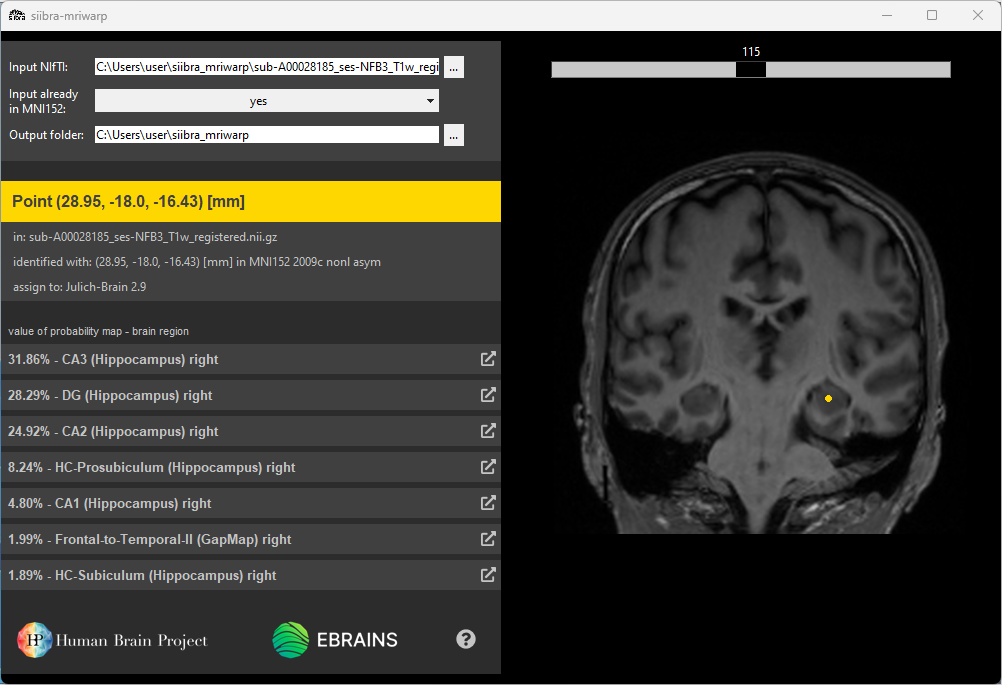 siibra-mriwarp
Input NIfTI:
C:\Users\user\siibra_mriwarp\sub-A00028185_ses-NFB3_T1w_regi
...
Input already
in MNI152:
yes
Output folder:
C:\Users\user\siibra_mriwarp
...
115
Point (28.95, -18.0, -16.43) [mm]
in: sub-A00028185_ses-NFB3_T1w_registered.nii.gz
identified with: (28.95, -18.0, -16.43) [mm] in MNI152 2009c nonl asym
assign to: Julich-Brain 2.9
value of probability map - brain region
31.86% - CA3 (Hippocampus) right
28.29% - DG (Hippocampus) right
24.92% - CA2 (Hippocampus) right
8.24% - HC-Prosubiculum (Hippocampus) right
4.80% - CA1 (Hippocampus) right
1.99% - Frontal-to-Temporal-II (GapMap) right
1.89% - HC-Subiculum (Hippocampus) right
HP Human Brain Project
EBRAINS
?